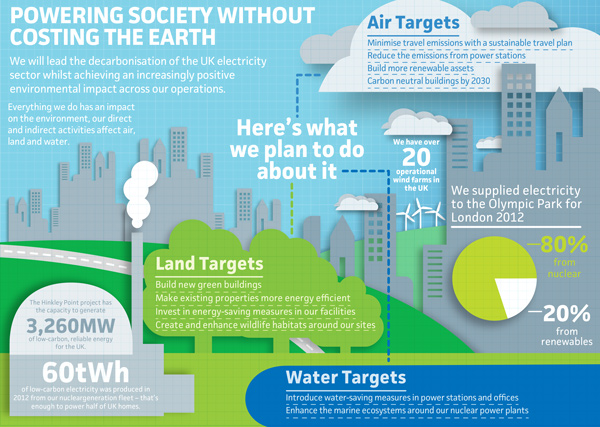 POWERING SOCIETY WITHOUT
COSTING THE EARTH
We will lead the decarbonisation of the UK electricity
sector whilst achieving an increasingly positive
environmental impact across our operations.
Everything we do has an impact
on the environment, our direct
and indirect activities affect air,
land and water.
Here's what
we plan to do
about it
Air Targets
Minimise travel emissions with a sustainable travel plan
Reduce the emissions from power stations
Build more renewable assets
Carbon neutral buildings by 2030
We have over
20
operational
wind farms in
the UK
We supplied electricity
to the Olympic Park for
London 2012
80%
from
nuclear
20%
from
renewables
Land Targets
Build new green buildings
Make existing properties more energy efficient
Invest in energy-saving measures in our facilities
Create and enhance wildlife habitats around our sites
The Hinkley Point project has
the capacity to generate
3,260MW
of low-carbon, reliable energy
for the UK.
60tWh
of low-carbon electricity was produced in
2012 from our nucleargeneration fleet – that's
enough to power half of UK homes.
Water Targets
Introduce water-saving measures in power stations and offices
Enhance the marine ecosystems around our nuclear power plants